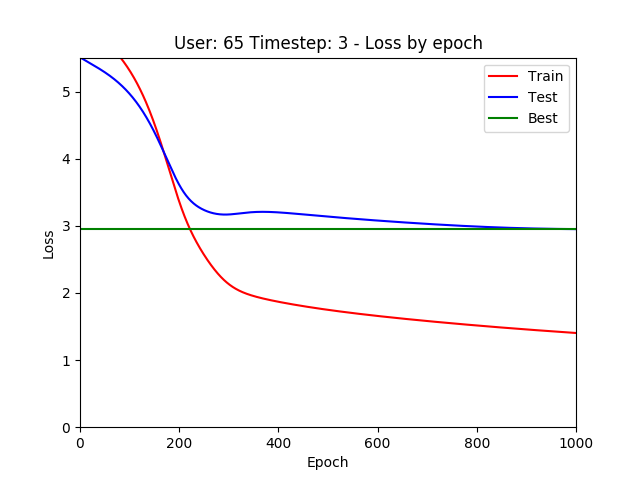 User: 65 Timestep: 3 - Loss by epoch
Train
Test
Best
5
4
3
2
1
0
Loss
0 200 400 600 800 1000
Epoch